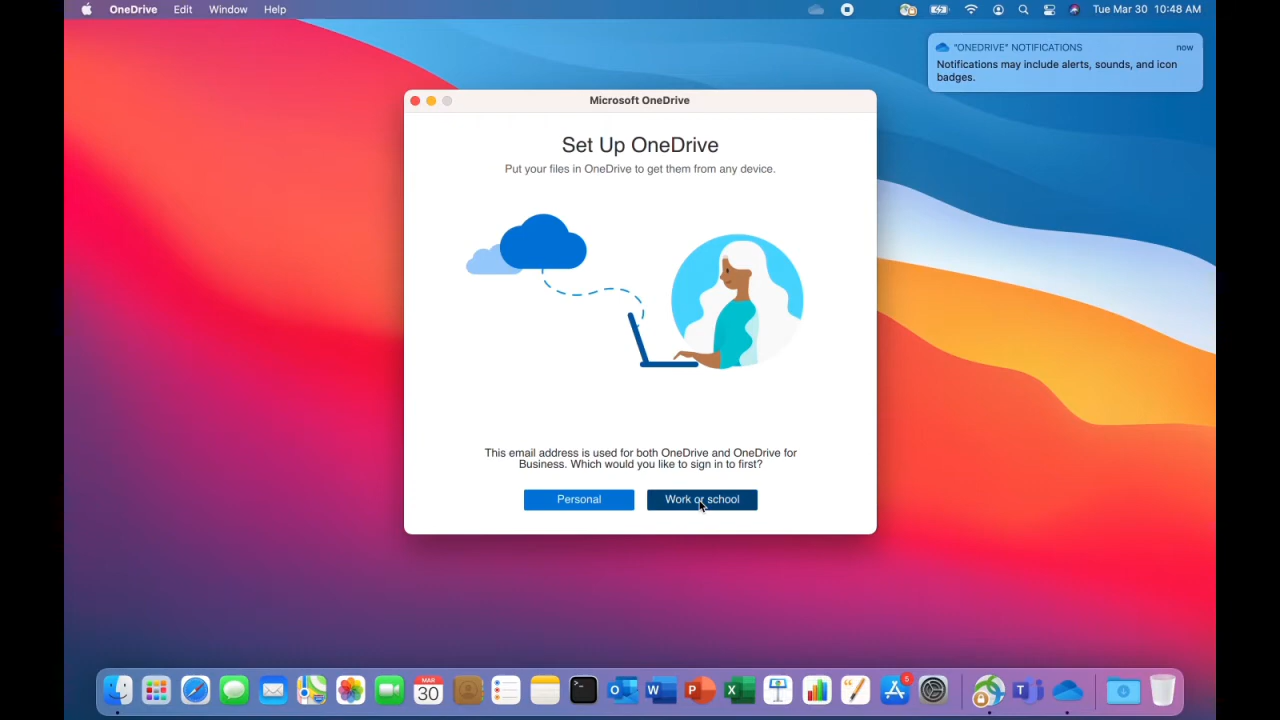 OneDrive Edit Window Help Tue Mar 30 10:48 AM
"ONEDRIVE" NOTIFICATIONS now
Notifications may include alerts, sounds, and icon
badges.
Microsoft OneDrive
Set Up OneDrive
Put your files in OneDrive to get them from any device.
This email address is used for both OneDrive and OneDrive for
Business. Which would you like to sign in to first?
Personal Work or school
MAR
30
5